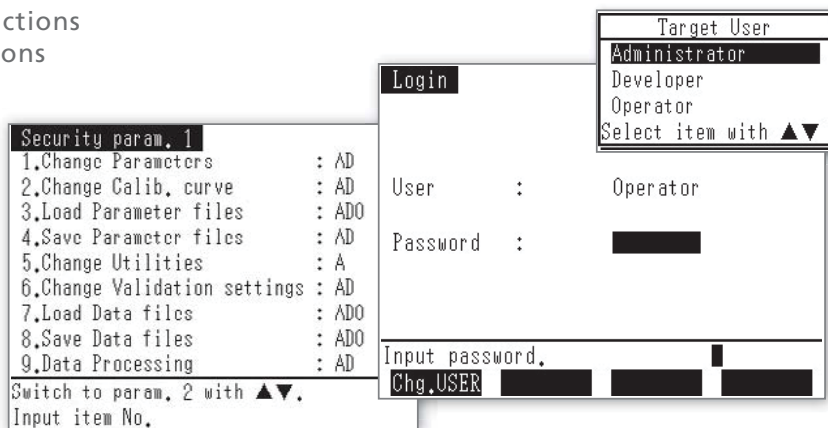 ctions
ons
Security param. 1
1.Change Parameters : AD
2.Change Calib. curve : AD
3.Load Parameter files : ADO
4.Save Parameter files : AD
5.Change Utilities : A
6.Change Validation settings : AD
7.Load Data files : ADO
8.Save Data files : ADO
9.Data Processing : AD
Switch to param. 2 with ▲▼.
Input item No.
Login
User : Operator
Password :
Input password.
Chg.USER
Target User
Administrator
Developer
Operator
Select item with ▲▼